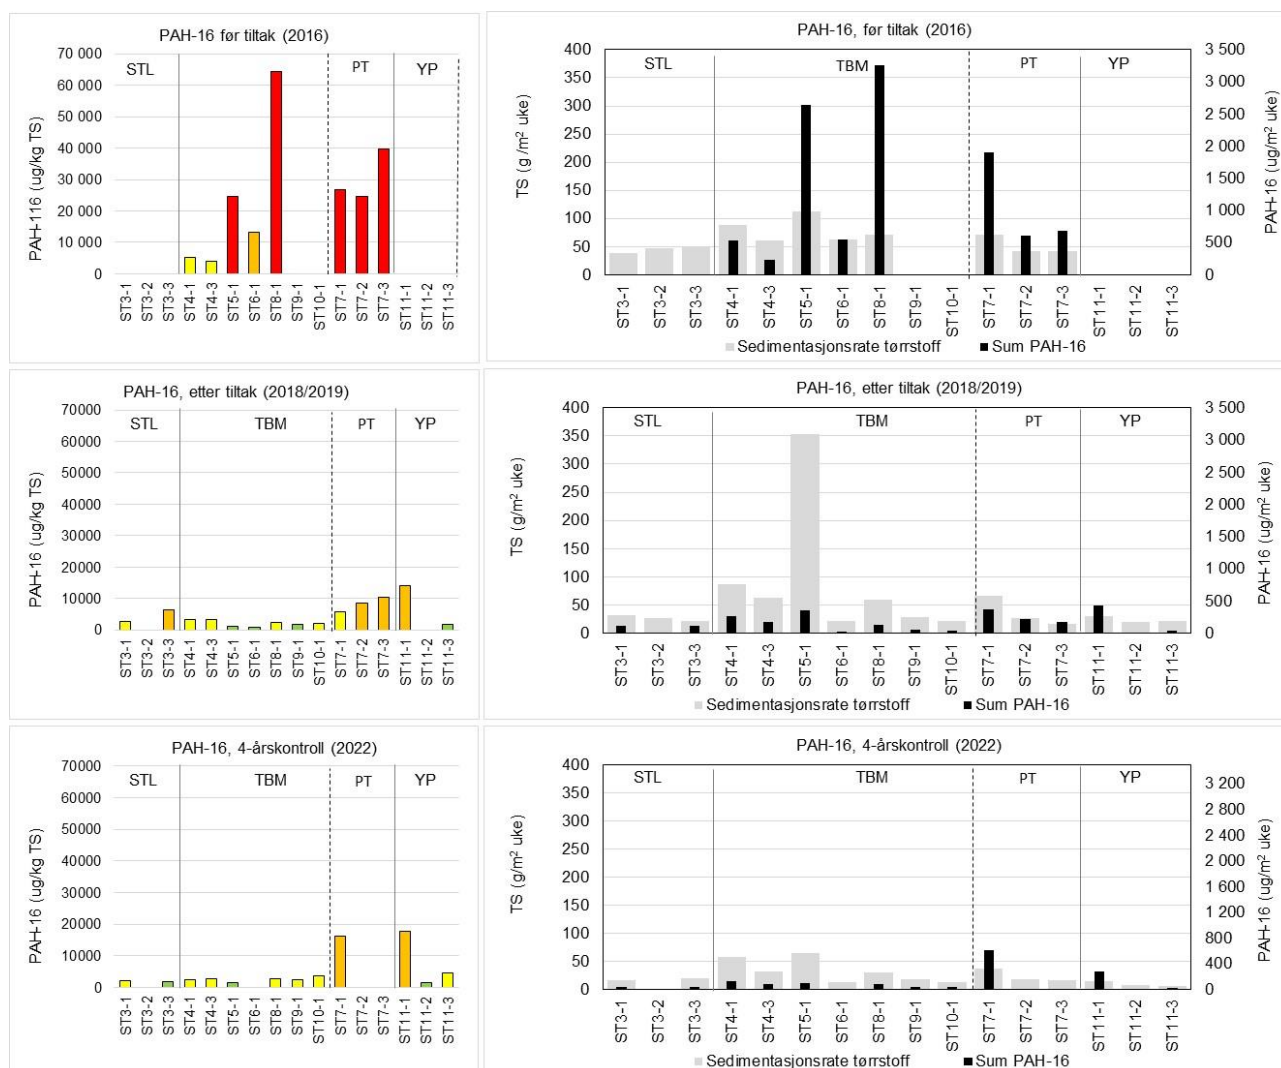 PAH-16 før tiltak (2016)
70 000
60 000
50 000
40 000
30 000
20 000
10 000
0
PAH-116 (ug/kg TS)
STL
PT
YP
ST3-1
ST3-2
ST3-3
ST4-1
ST4-3
ST5-1
ST6-1
ST8-1
ST9-1
ST10-1
ST7-1
ST7-2
ST7-3
ST11-1
ST11-2
ST11-3
PAH-16, før tiltak (2016)
400
350
300
250
200
150
100
50
0
TS (g /m² uke)
STL
TBM
PT
YP
3 500
3 000
2 500
2 000
1 500
1 000
500
0
PAH-16 (ug/m² uke)
ST3-1
ST3-2
ST3-3
ST4-1
ST4-3
ST5-1
ST6-1
ST8-1
ST9-1
ST10-1
ST7-1
ST7-2
ST7-3
ST11-1
ST11-2
ST11-3
Sedimentasjonsrate tørrstoff
Sum PAH-16
PAH-16, etter tiltak (2018/2019)
70000
60000
50000
40000
30000
20000
10000
0
PAH-16 (ug/kg TS)
STL
TBM
PT
YP
ST3-1
ST3-2
ST3-3
ST4-1
ST4-3
ST5-1
ST6-1
ST8-1
ST9-1
ST10-1
ST7-1
ST7-2
ST7-3
ST11-1
ST11-2
ST11-3
PAH-16, etter tiltak (2018/2019)
400
350
300
250
200
150
100
50
0
TS (g/m² uke)
STL
TBM
PT
YP
3 500
3 000
2 500
2 000
1 500
1 000
500
0
PAH-16 (ug/m² uke)
ST3-1
ST3-2
ST3-3
ST4-1
ST4-3
ST5-1
ST6-1
ST8-1
ST9-1
ST10-1
ST7-1
ST7-2
ST7-3
ST11-1
ST11-2
ST11-3
Sedimentasjonsrate tørrstoff
Sum PAH-16
PAH-16, 4-årskontroll (2022)
70000
60000
50000
40000
30000
20000
10000
0
PAH-16 (ug/kg TS)
STL
TBM
PT
YP
ST3-1
ST3-2
ST3-3
ST4-1
ST4-3
ST5-1
ST6-1
ST8-1
ST9-1
ST10-1
ST7-1
ST7-2
ST7-3
ST11-1
ST11-2
ST11-3
PAH-16, 4-årskontroll (2022)
400
350
300
250
200
150
100
50
0
TS (g/m² uke)
STL
TBM
PT
YP
3 200
2 800
2 400
2 000
1 600
1 200
800
400
0
PAH-16 (ug/m² uke)
ST3-1
ST3-2
ST3-3
ST4-1
ST4-3
ST5-1
ST6-1
ST8-1
ST9-1
ST10-1
ST7-1
ST7-2
ST7-3
ST11-1
ST11-2
ST11-3
Sedimentasjonsrate tørrstoff
Sum PAH-16